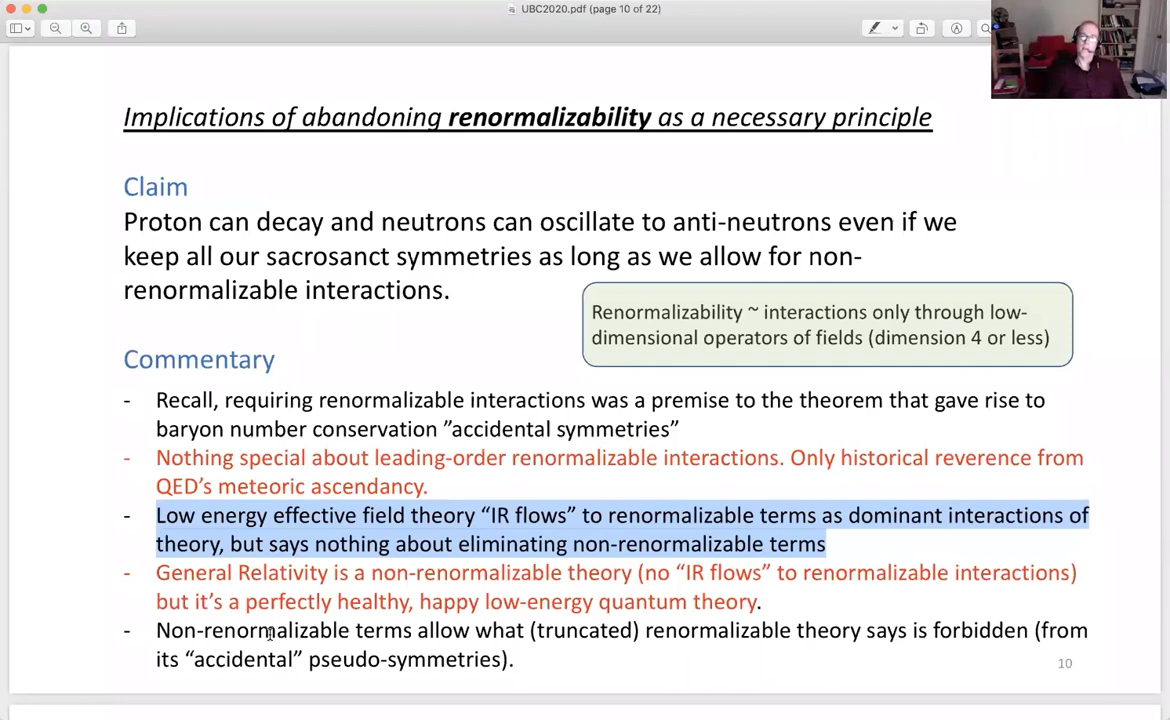 UBC2020.pdf (page 10 of 22)
Implications of abandoning renormalizability as a necessary principle
Claim
Proton can decay and neutrons can oscillate to anti-neutrons even if we
keep all our sacrosanct symmetries as long as we allow for non-
renormalizable interactions.
Renormalizability ~ interactions only through low-
dimensional operators of fields (dimension 4 or less)
Commentary
- Recall, requiring renormalizable interactions was a premise to the theorem that gave rise to
baryon number conservation ”accidental symmetries”
- Nothing special about leading-order renormalizable interactions. Only historical reverence from
QED’s meteoric ascendancy.
- Low energy effective field theory “IR flows” to renormalizable terms as dominant interactions of
theory, but says nothing about eliminating non-renormalizable terms
- General Relativity is a non-renormalizable theory (no “IR flows” to renormalizable interactions)
but it’s a perfectly healthy, happy low-energy quantum theory.
- Non-renormalizable terms allow what (truncated) renormalizable theory says is forbidden (from
its “accidental” pseudo-symmetries).
10